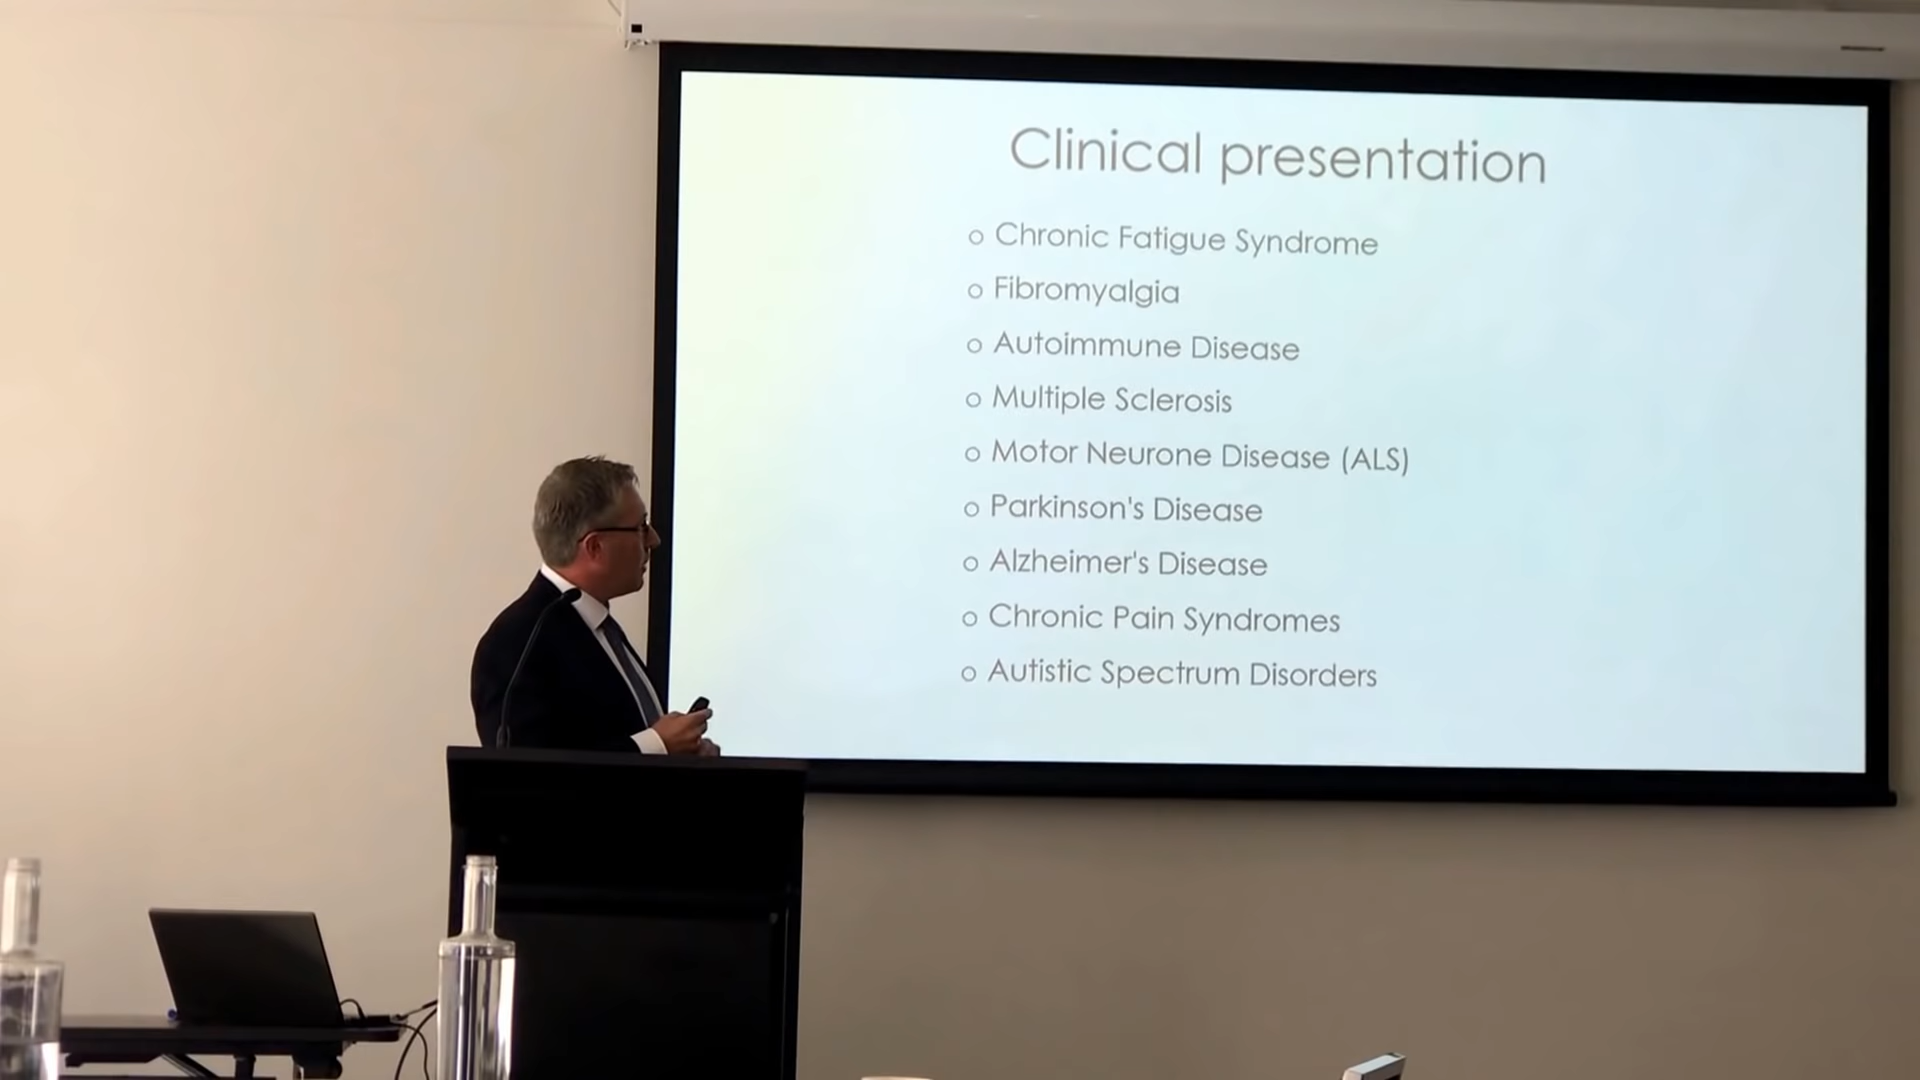 Clinical presentation
o Chronic Fatigue Syndrome
o Fibromyalgia
o Autoimmune Disease
o Multiple Sclerosis
o Motor Neurone Disease (ALS)
o Parkinson's Disease
o Alzheimer's Disease
o Chronic Pain Syndromes
o Autistic Spectrum Disorders